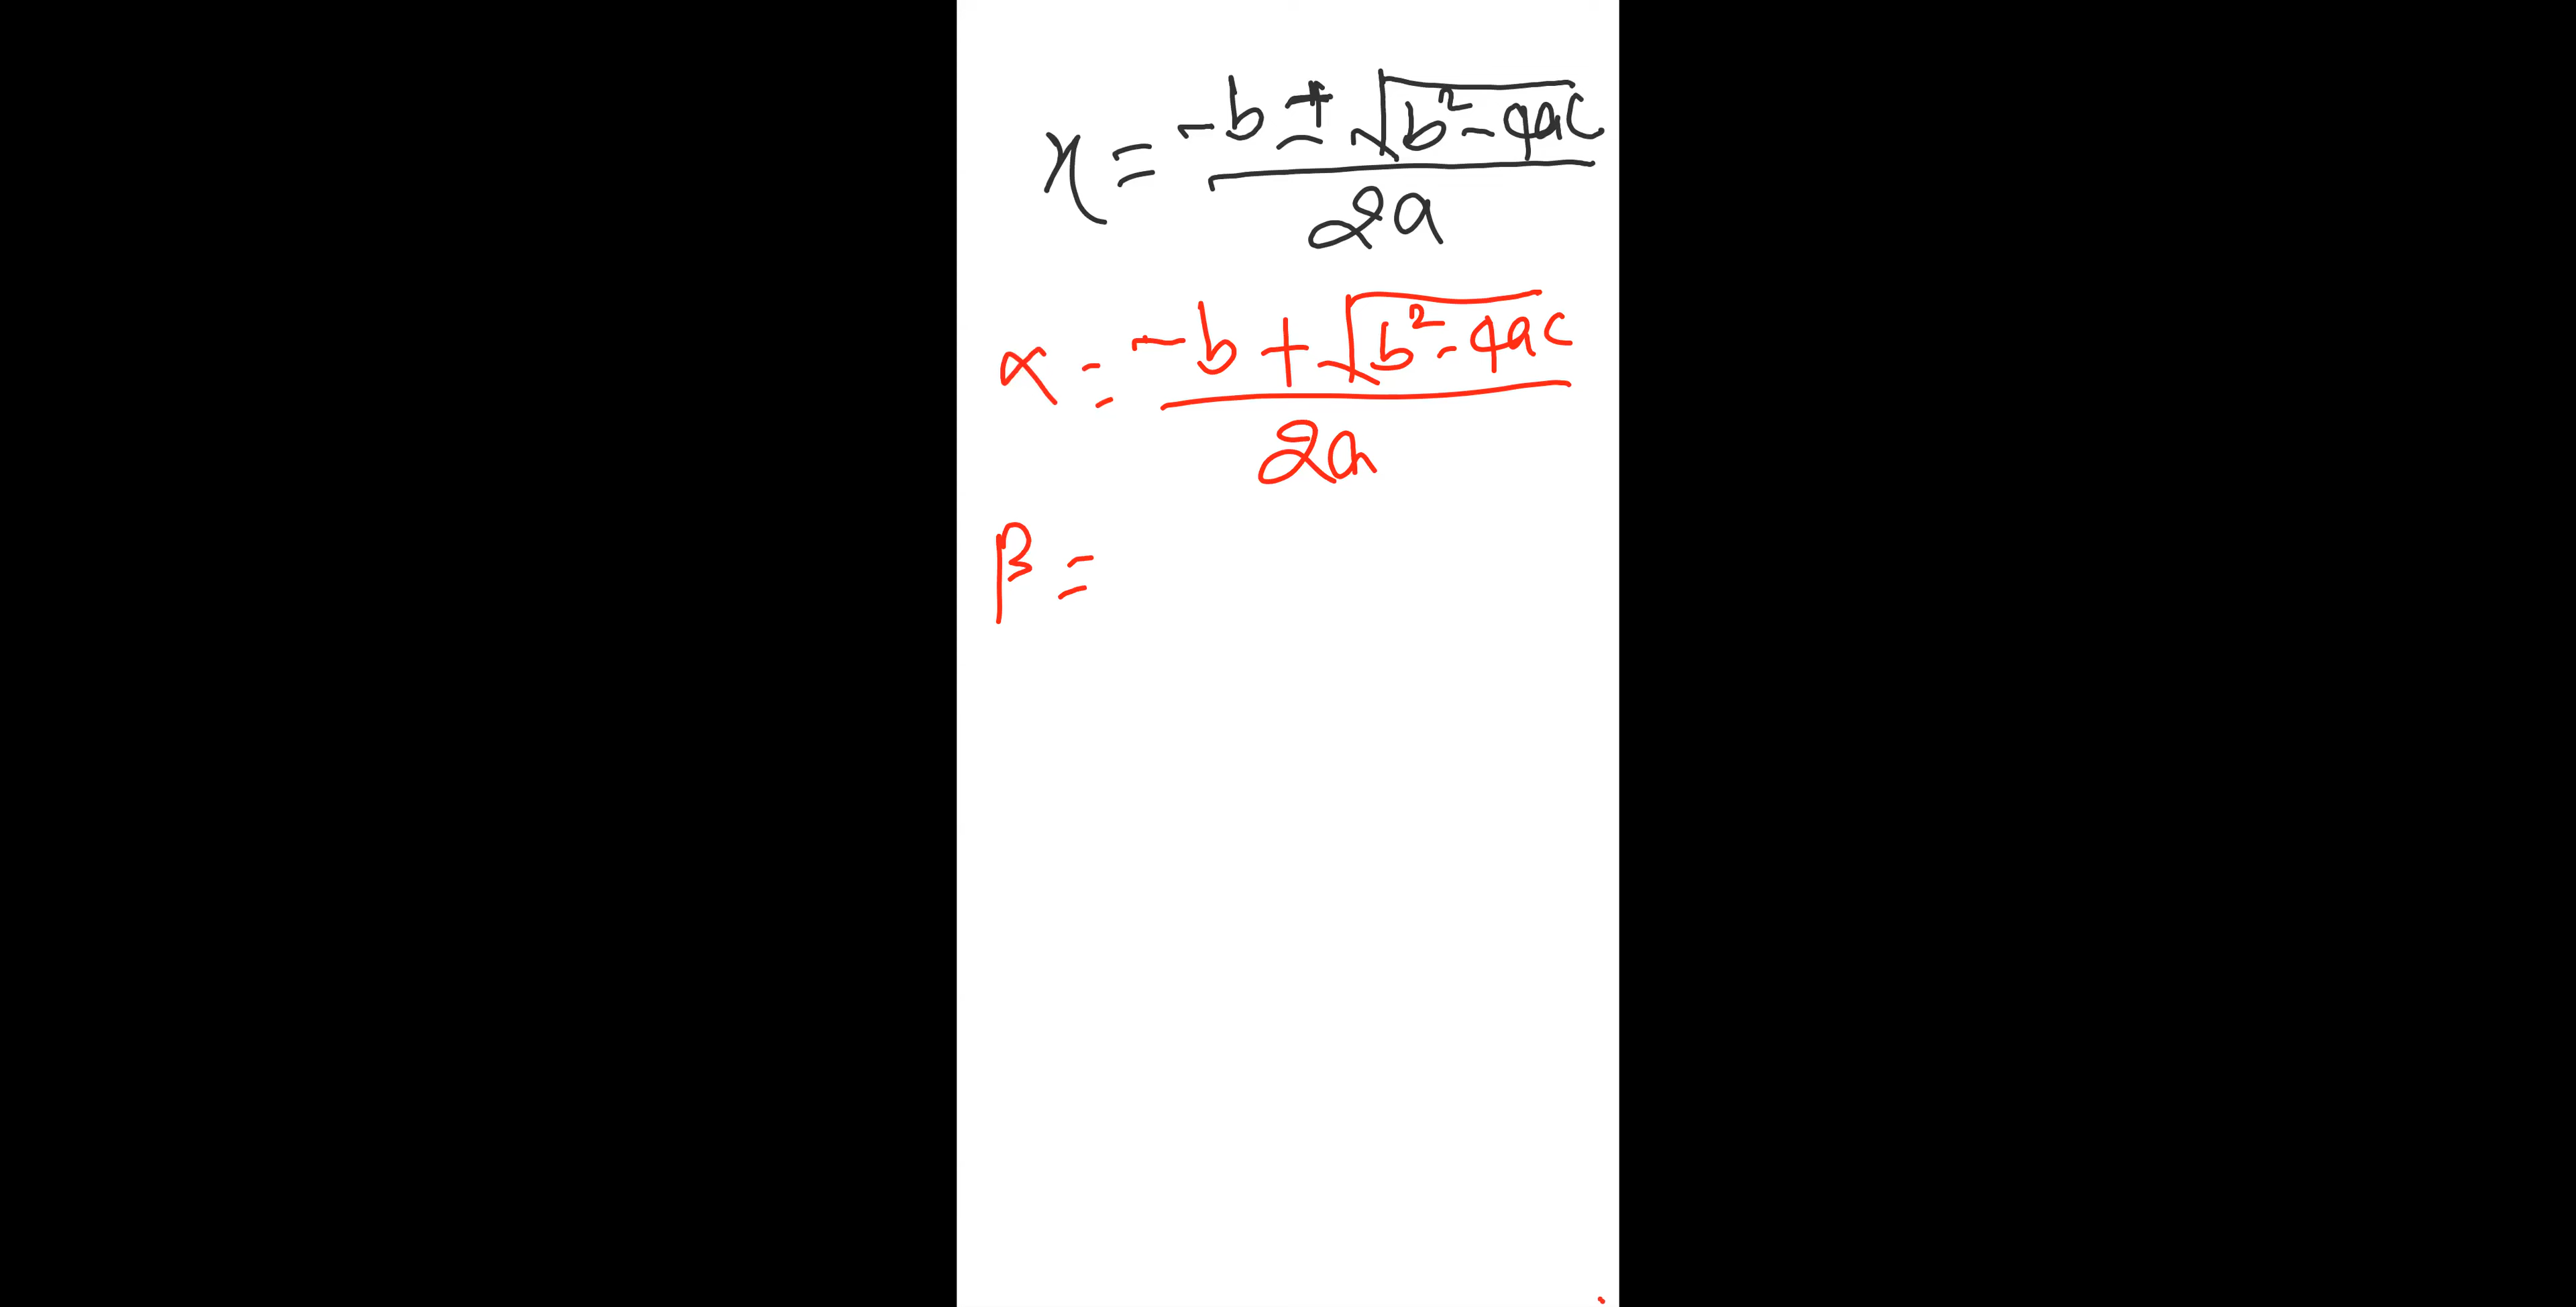 x = -b ± √(b² - 4ac) / 2a
α = -b + √(b² - 4ac) / 2a
β =